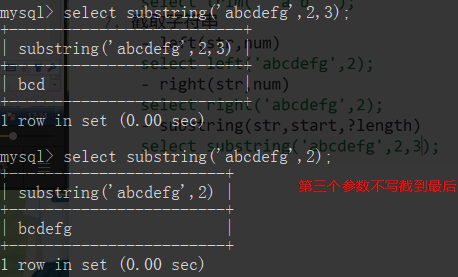 mysql> select substring('abcdefg',2,3);
+--------------------------+
| substring('abcdefg',2,3) |
+--------------------------+
| bcd |
+--------------------------+
1 row in set (0.00 sec)
mysql> select substring('abcdefg',2);
+------------------------+
| substring('abcdefg',2) |
+------------------------+
| bcdefg |
+------------------------+
1 row in set (0.00 sec)
截取字符串
left(str,num)
select left('abcdefg',2);
- right(str,num)
select right('abcdefg',2);
substring(str,start,?length)
select substring('abcdefg',2,3);
第三个参数不写截到最后